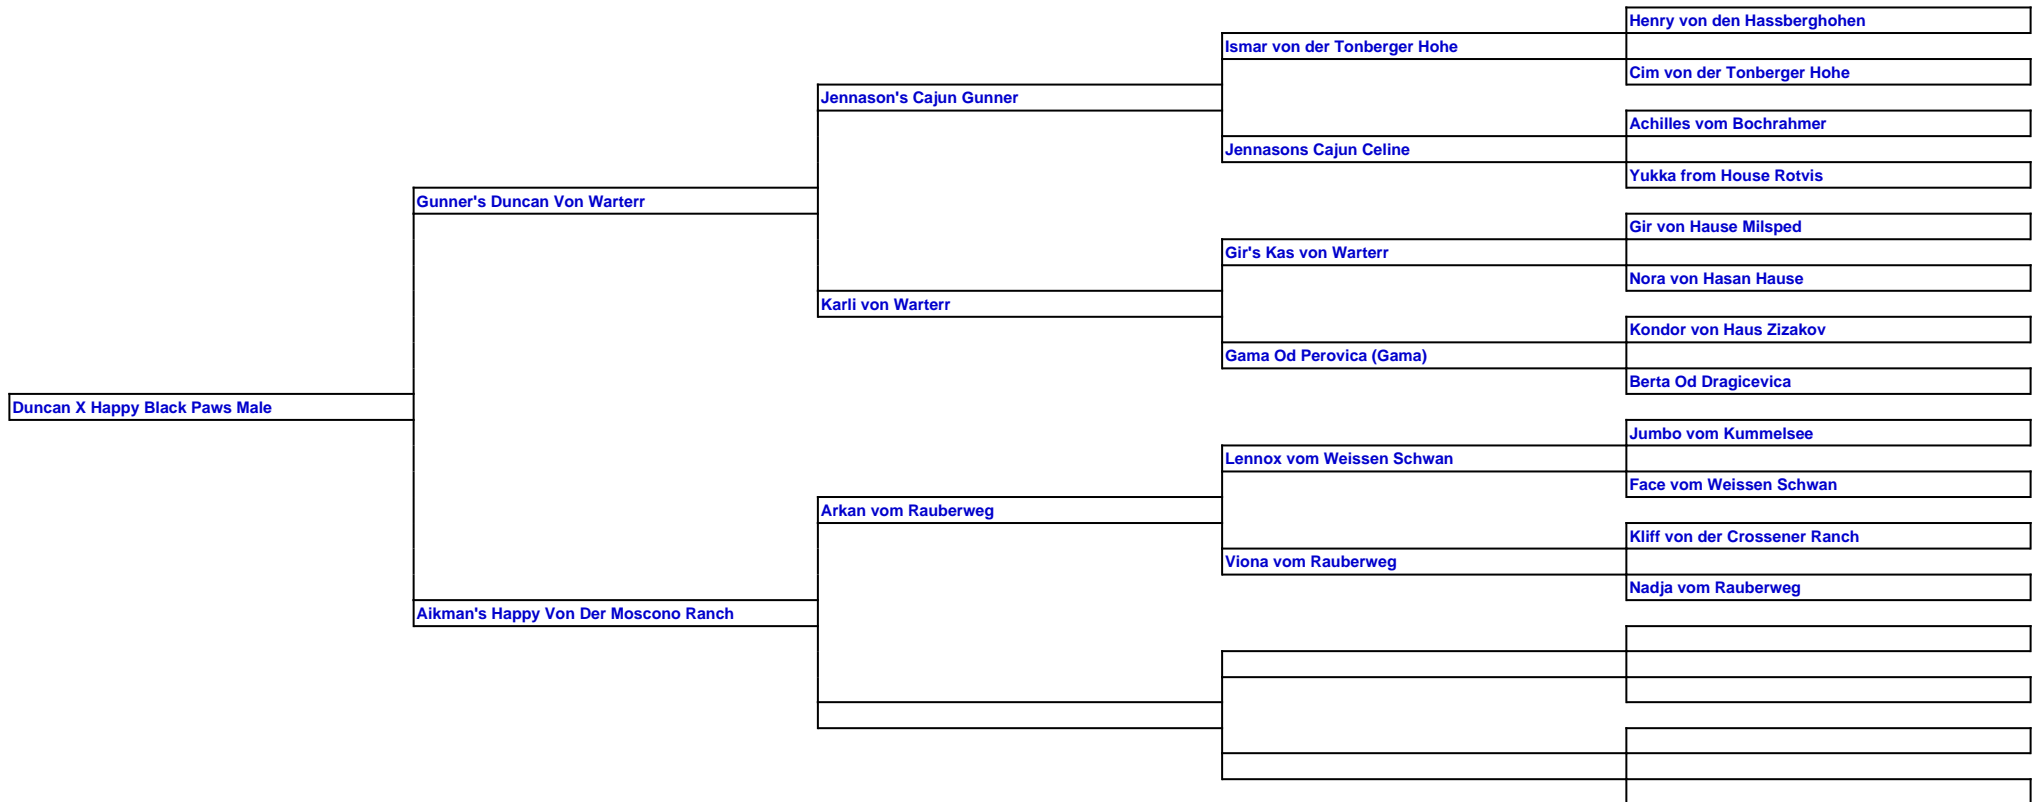 Henry von den Hassberghohen
Ismar von der Tonberger Hohe
Cim von der Tonberger Hohe
Jennason's Cajun Gunner
Achilles vom Bochrahmer
Jennasons Cajun Celine
Yukka from House Rotvis
Gunner's Duncan Von Warterr
Gir von Hause Milsped
Gir's Kas von Warterr
Nora von Hasan Hause
Karli von Warterr
Kondor von Haus Zizakov
Gama Od Perovica (Gama)
Berta Od Dragicevica
Duncan X Happy Black Paws Male
Jumbo vom Kummelsee
Lennox vom Weissen Schwan
Face vom Weissen Schwan
Arkan vom Rauberweg
Kliff von der Crossener Ranch
Viona vom Rauberweg
Nadja vom Rauberweg
Aikman's Happy Von Der Moscono Ranch